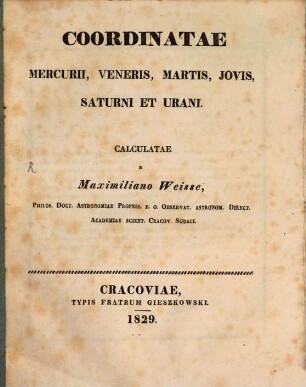 COORDINATAE
MERCURII, VENERIS, MARTIS, JOVIS,
SATURNI ET URANI.
CALCULATAE
a
Maximiliano Weisse,
Philos. Doct. Astronomiae Profess. p. o. Observat. astronom. Direct.
Academiae scient. Cracov. Sodali.
CRACOVIAE,
TYPIS FRATRUM GIESZKOWSKI.
1829.